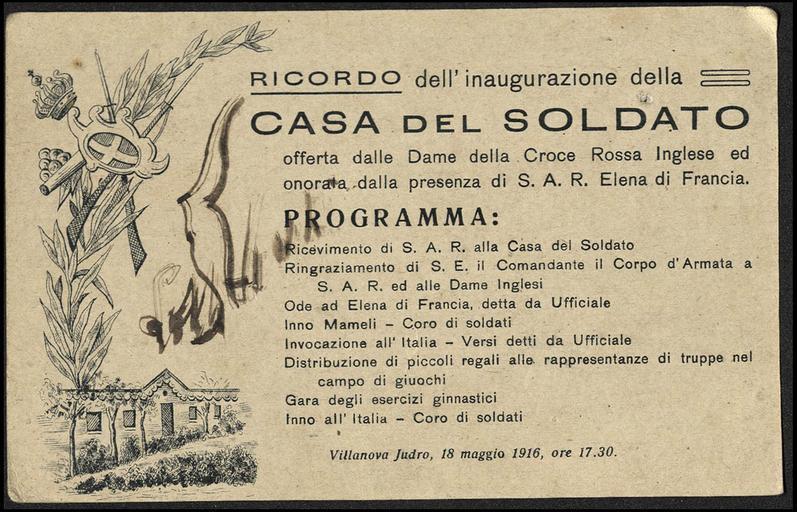 RICORDO dell' inaugurazione della
CASA DEL SOLDATO
offerta dalle Dame della Croce Rossa Inglese ed
onorata dalla presenza di S. A. R. Elena di Francia.
PROGRAMMA:
Ricevimento di S. A. R. alla Casa del Soldato
Ringraziamento di S. E. il Comandante il Corpo d'Armata a
S. A. R. ed alle Dame Inglesi
Ode ad Elena di Francia, detta da Ufficiale
Inno Mameli – Coro di soldati
Invocazione all' Italia – Versi detti da Ufficiale
Distribuzione di piccoli regali alle rappresentanze di truppe nel
campo di giuochi
Gara degli esercizi ginnastici
Inno all' Italia – Coro di soldati
Villanova Judro, 18 maggio 1916, ore 17.30.